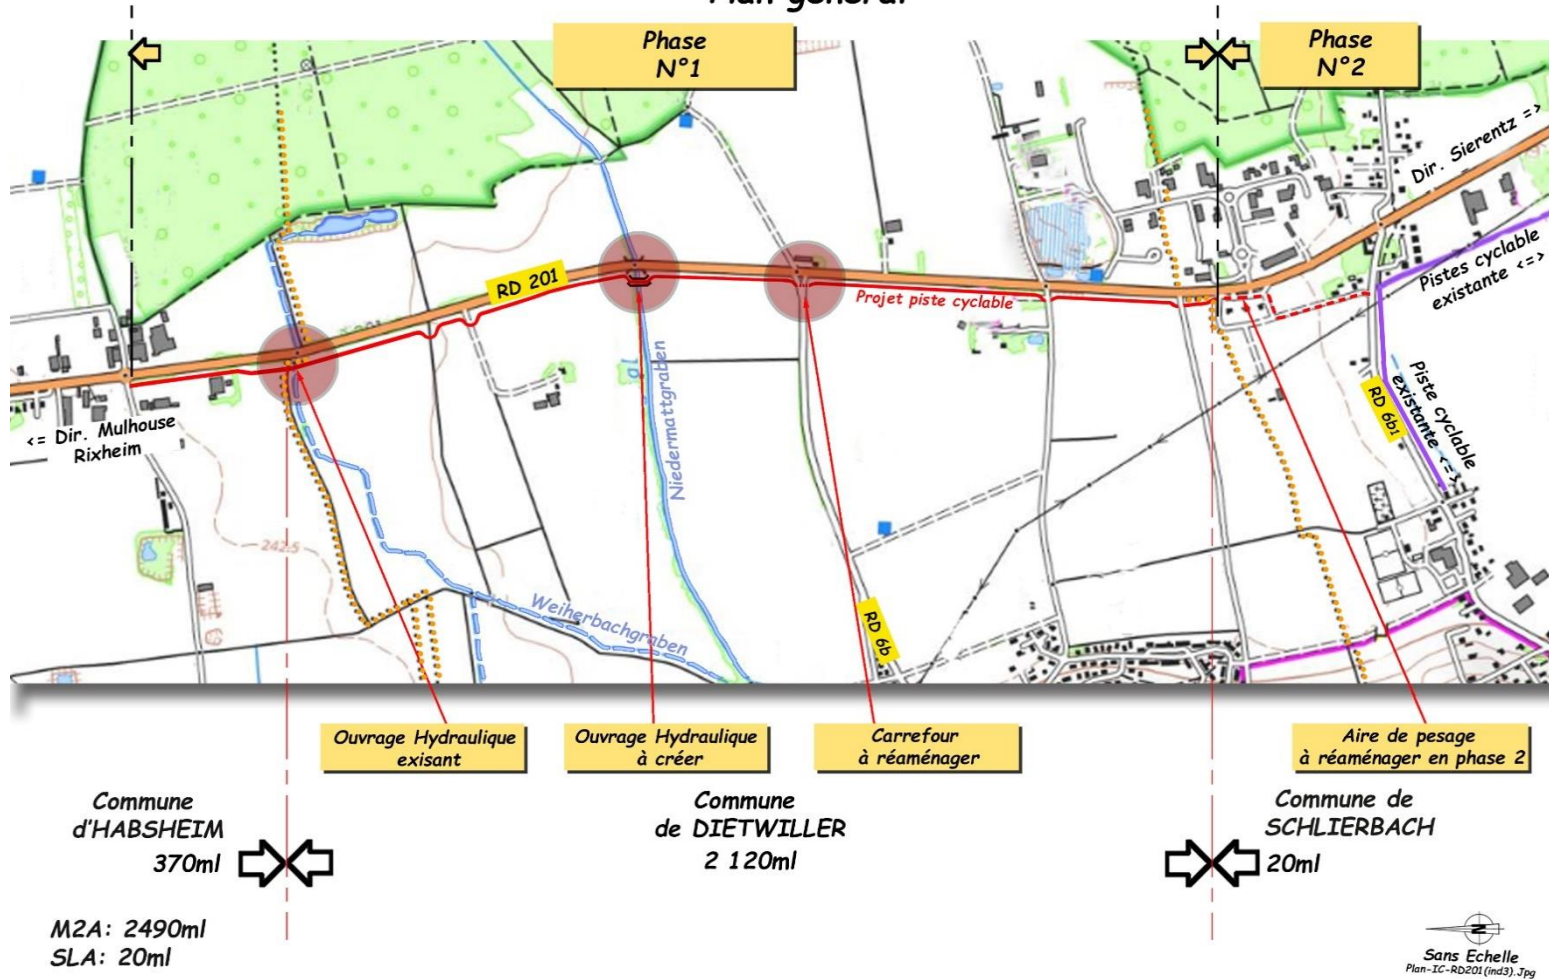 Plan général
Phase
N°1
Phase
N°2
Dir. Sierentz =>
Pistes cyclable
existante <=>
RD 201
Projet piste cyclable
<= Dir. Mulhouse
Rixheim
Niedermattgraben
Piste cyclable
existante <=>
RD 6b1
242.5
Weiherbachgraben
RD 6b
Ouvrage Hydraulique
exisant
Ouvrage Hydraulique
à créer
Carrefour
à réaménager
Aire de pesage
à réaménager en phase 2
Commune
d'HABSHEIM
370ml
Commune
de DIETWILLER
2 120ml
Commune de
SCHLIERBACH
20ml
M2A: 2490ml
SLA: 20ml
N
Sans Echelle
Plan-IC-RD201(ind3).Jpg